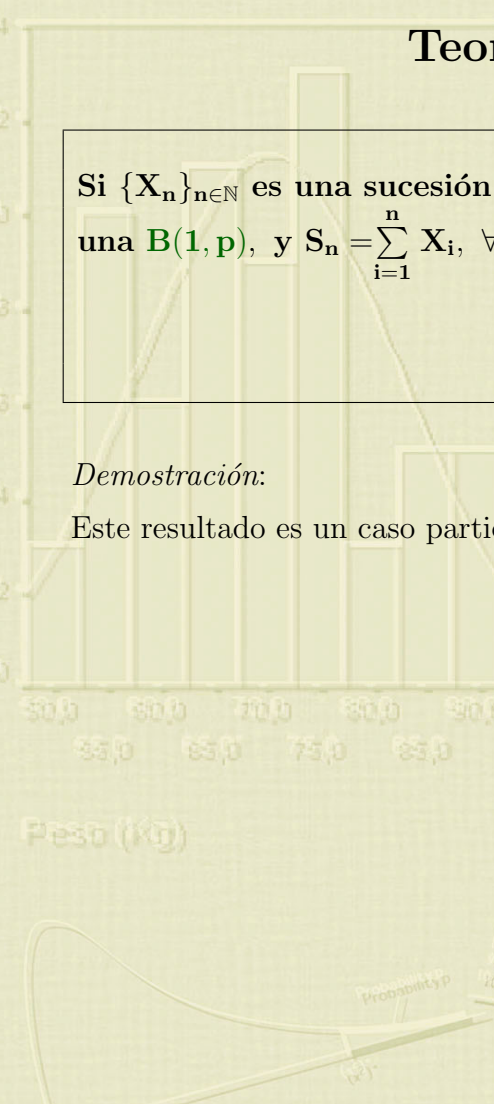 Teor
Si {Xₙ}ₙ∈ℕ es una sucesión
una B(1, p), y Sₙ = ∑ᵢ₌₁ⁿ Xᵢ, ∀
Demostración:
Este resultado es un caso partic
50,0 60,0 70,0 80,0 90,0
55,0 65,0 75,0 85,0
Peso (Kg)
Probability p